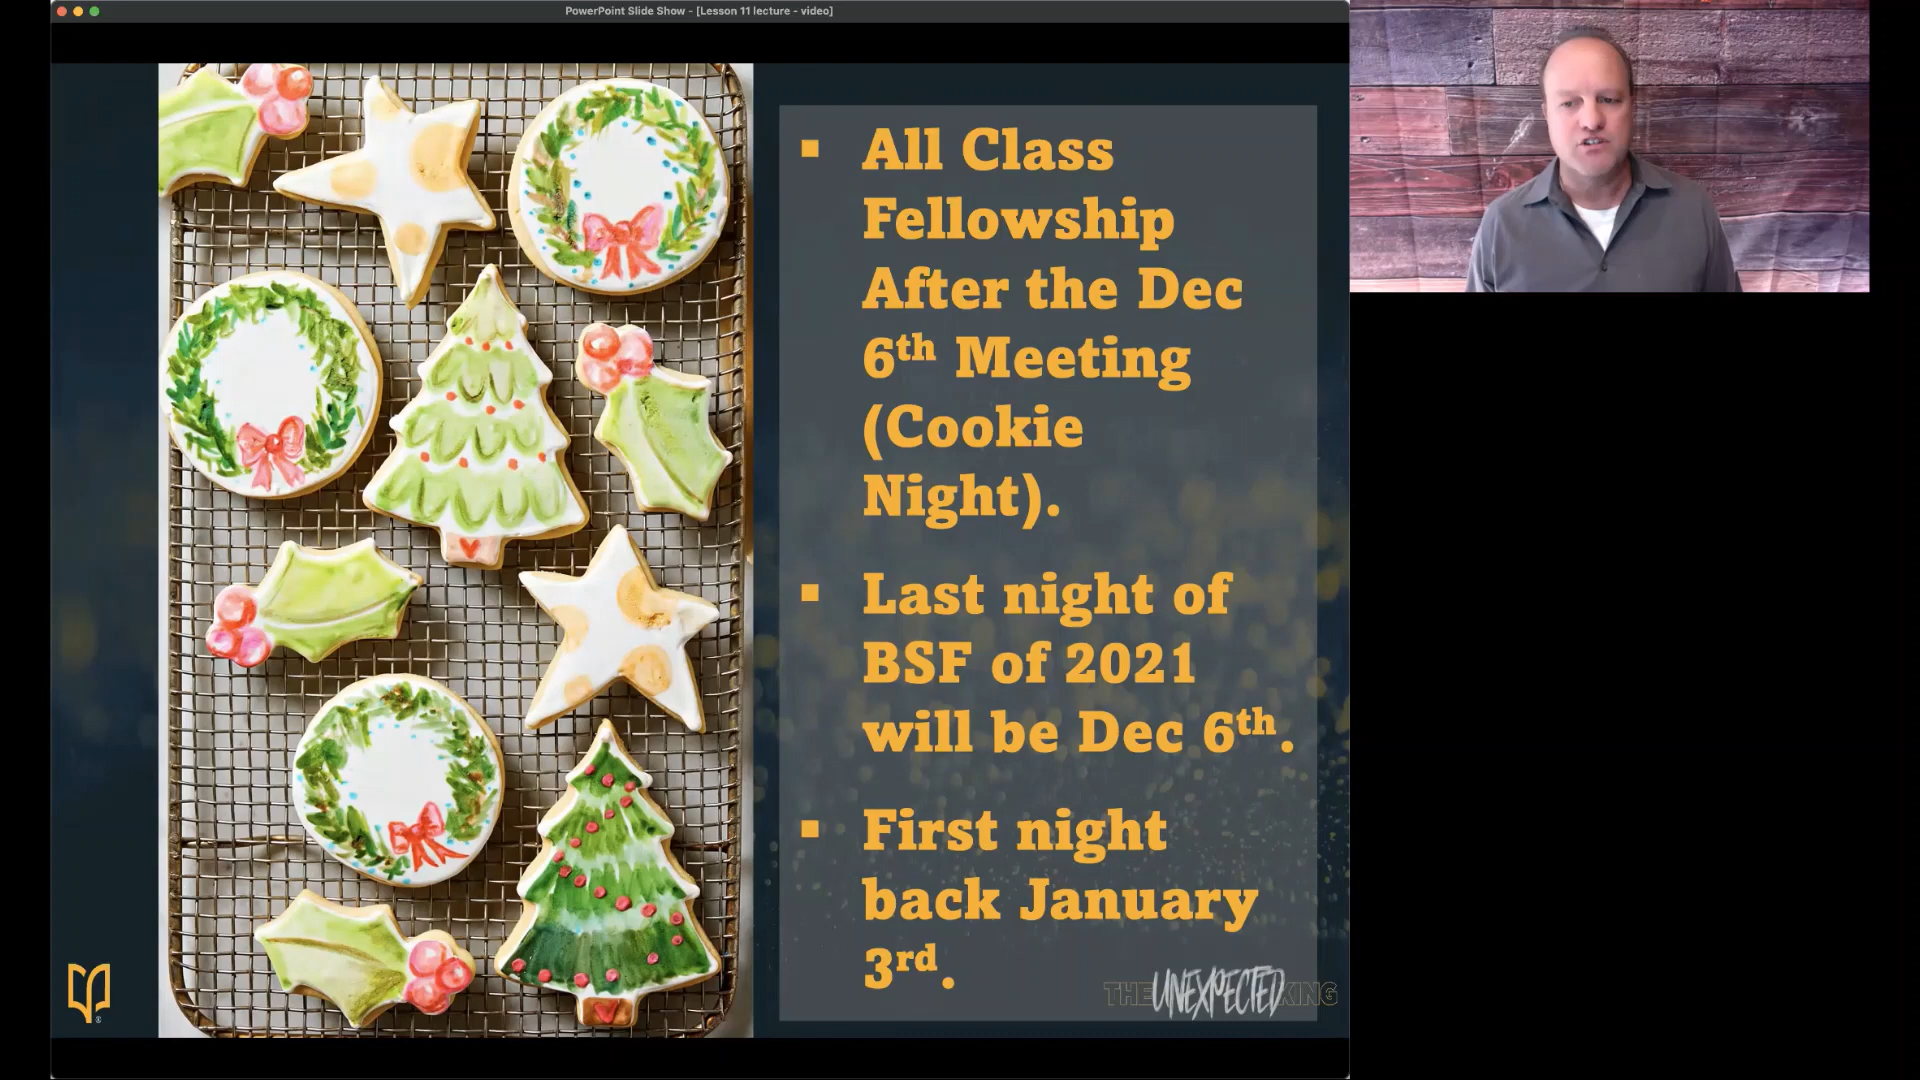 PowerPoint Slide Show - [Lesson 11 lecture - video]
▪ All Class
Fellowship
After the Dec
6th Meeting
(Cookie
Night).
▪ Last night of
BSF of 2021
will be Dec 6th.
▪ First night
back January
3rd.
THE UNEXPECTED KING